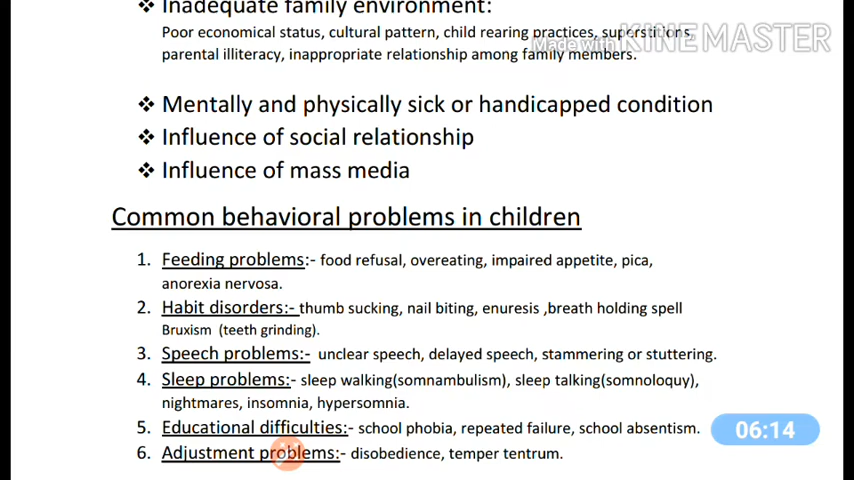 ❖ Inadequate family environment:
Poor economical status, cultural pattern, child rearing practices, superstitions,
Made with KINEMASTER
parental illiteracy, inappropriate relationship among family members.
❖ Mentally and physically sick or handicapped condition
❖ Influence of social relationship
❖ Influence of mass media
Common behavioral problems in children
1. Feeding problems:- food refusal, overeating, impaired appetite, pica,
anorexia nervosa.
2. Habit disorders:- thumb sucking, nail biting, enuresis ,breath holding spell
Bruxism (teeth grinding).
3. Speech problems:- unclear speech, delayed speech, stammering or stuttering.
4. Sleep problems:- sleep walking(somnambulism), sleep talking(somnoloquy),
nightmares, insomnia, hypersomnia.
5. Educational difficulties:- school phobia, repeated failure, school absentism.
06:14
6. Adjustment problems:- disobedience, temper tentrum.